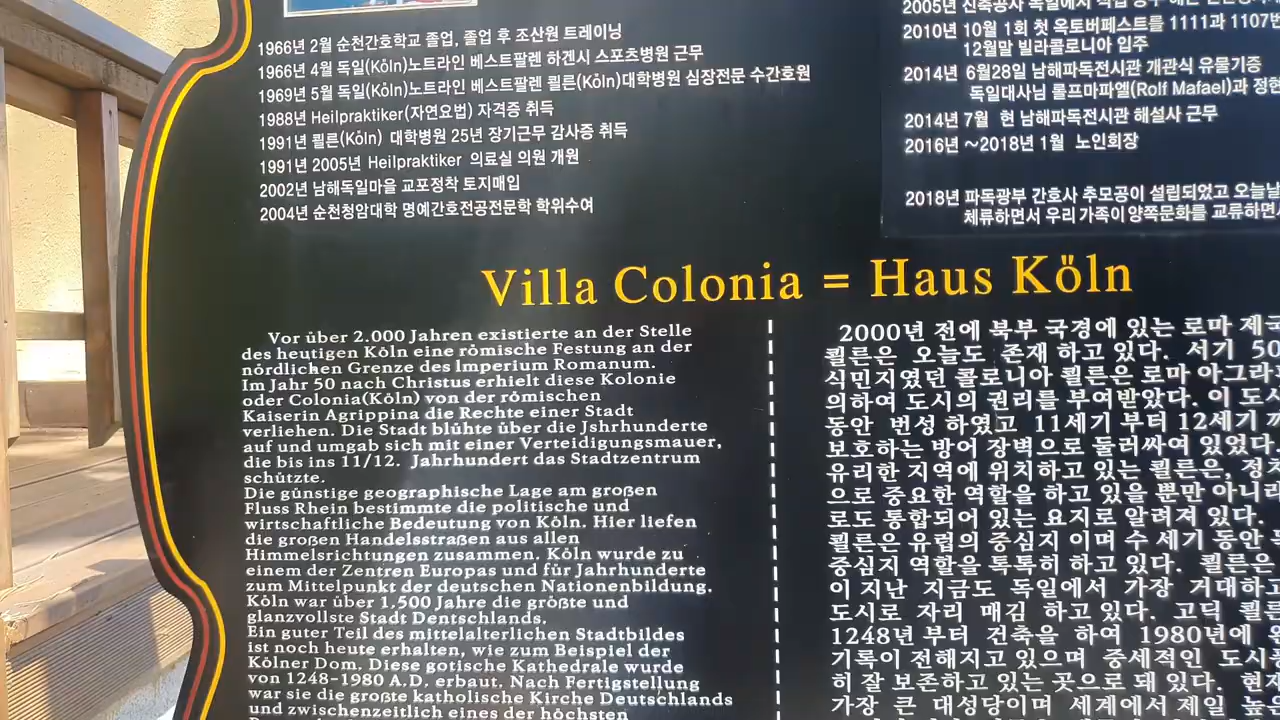 1966년 2월 순천간호학교 졸업, 졸업 후 조산원 트레이닝
1966년 4월 독일(Köln)노트라인 베스트팔렌 하겐시 스포츠병원 근무
1969년 5월 독일(Köln)노트라인 베스트팔렌 쾰른(Köln)대학병원 심장전문 수간호원
1988년 Heilpraktiker(자연요법) 자격증 취득
1991년 쾰른(Köln) 대학병원 25년 장기근무 감사증 취득
1991년 2005년 Heilpraktiker 의료실 의원 개원
2002년 남해독일마을 교포정착 토지매입
2004년 순천청암대학 명예간호전공전문학 학위수여
2005년 신축공사 독일에서 직접
2010년 10월 1회 첫 옥토버페스트를 1111과 1107번
12월말 빌라콜로니아 입주
2014년 6월28일 남해파독전시관 개관식 유물기증
독일대사님 롤프마파엘(Rolf Mafael)과 정현
2014년 7월 현 남해파독전시관 해설사 근무
2016년 ~2018년 1월 노인회장
2018년 파독광부 간호사 추모공이 설립되었고 오늘날
체류하면서 우리 가족이 양쪽문화를 교류하면서
Villa Colonia = Haus Köln
Vor über 2.000 Jahren existierte an der Stelle
des heutigen Köln eine römische Festung an der
nördlichen Grenze des Imperium Romanum.
Im Jahr 50 nach Christus erhielt diese Kolonie
oder Colonia(Köln) von der römischen
Kaiserin Agrippina die Rechte einer Stadt
verliehen. Die Stadt blühte über die Jshrhunderte
auf und umgab sich mit einer Verteidigungsmauer,
die bis ins 11/12. Jahrhundert das Stadtzentrum
schützte.
Die günstige geographische Lage am großen
Fluss Rhein bestimmte die politische und
wirtschaftliche Bedeutung von Köln. Hier liefen
die großen Handelsstraßen aus allen
Himmelsrichtungen zusammen. Köln wurde zu
einem der Zentren Europas und für Jahrhunderte
zum Mittelpunkt der deutschen Nationenbildung.
Köln war über 1.500 Jahre die größte und
glanzvollste Stadt Dentschlands.
Ein guter Teil des mittelalterlichen Stadtbildes
ist noch heute erhalten, wie zum Beispiel der
Kölner Dom. Diese gotische Kathedrale wurde
von 1248-1980 A.D. erbaut. Nach Fertigstellung
war sie die großte katholische Kirche Deutschlands
und zwischenzeitlich eines der höchsten
2000년 전에 북부 국경에 있는 로마 제국
쾰른은 오늘도 존재 하고 있다. 서기 50
식민지였던 콜로니아 쾰른은 로마 아그라피
의하여 도시의 권리를 부여받았다. 이 도시
동안 번성 하였고 11세기 부터 12세기 까
보호하는 방어 장벽으로 둘러싸여 있었다.
유리한 지역에 위치하고 있는 쾰른은, 정치
으로 중요한 역할을 하고 있을 뿐만 아니라
로도 통합되어 있는 요지로 알려져 있다.
쾰른은 유럽의 중심지 이며 수 세기 동안
중심지 역할을 톡톡히 하고 있다. 쾰른은
이 지난 지금도 독일에서 가장 거대하고
도시로 자리 매김 하고 있다. 고딕 쾰른
1248년 부터 건축을 하여 1980년에 완
기록이 전해지고 있으며 중세적인 도시
히 잘 보존하고 있는 곳으로 돼 있다. 현재
가장 큰 대성당이며 세계에서 제일 높은